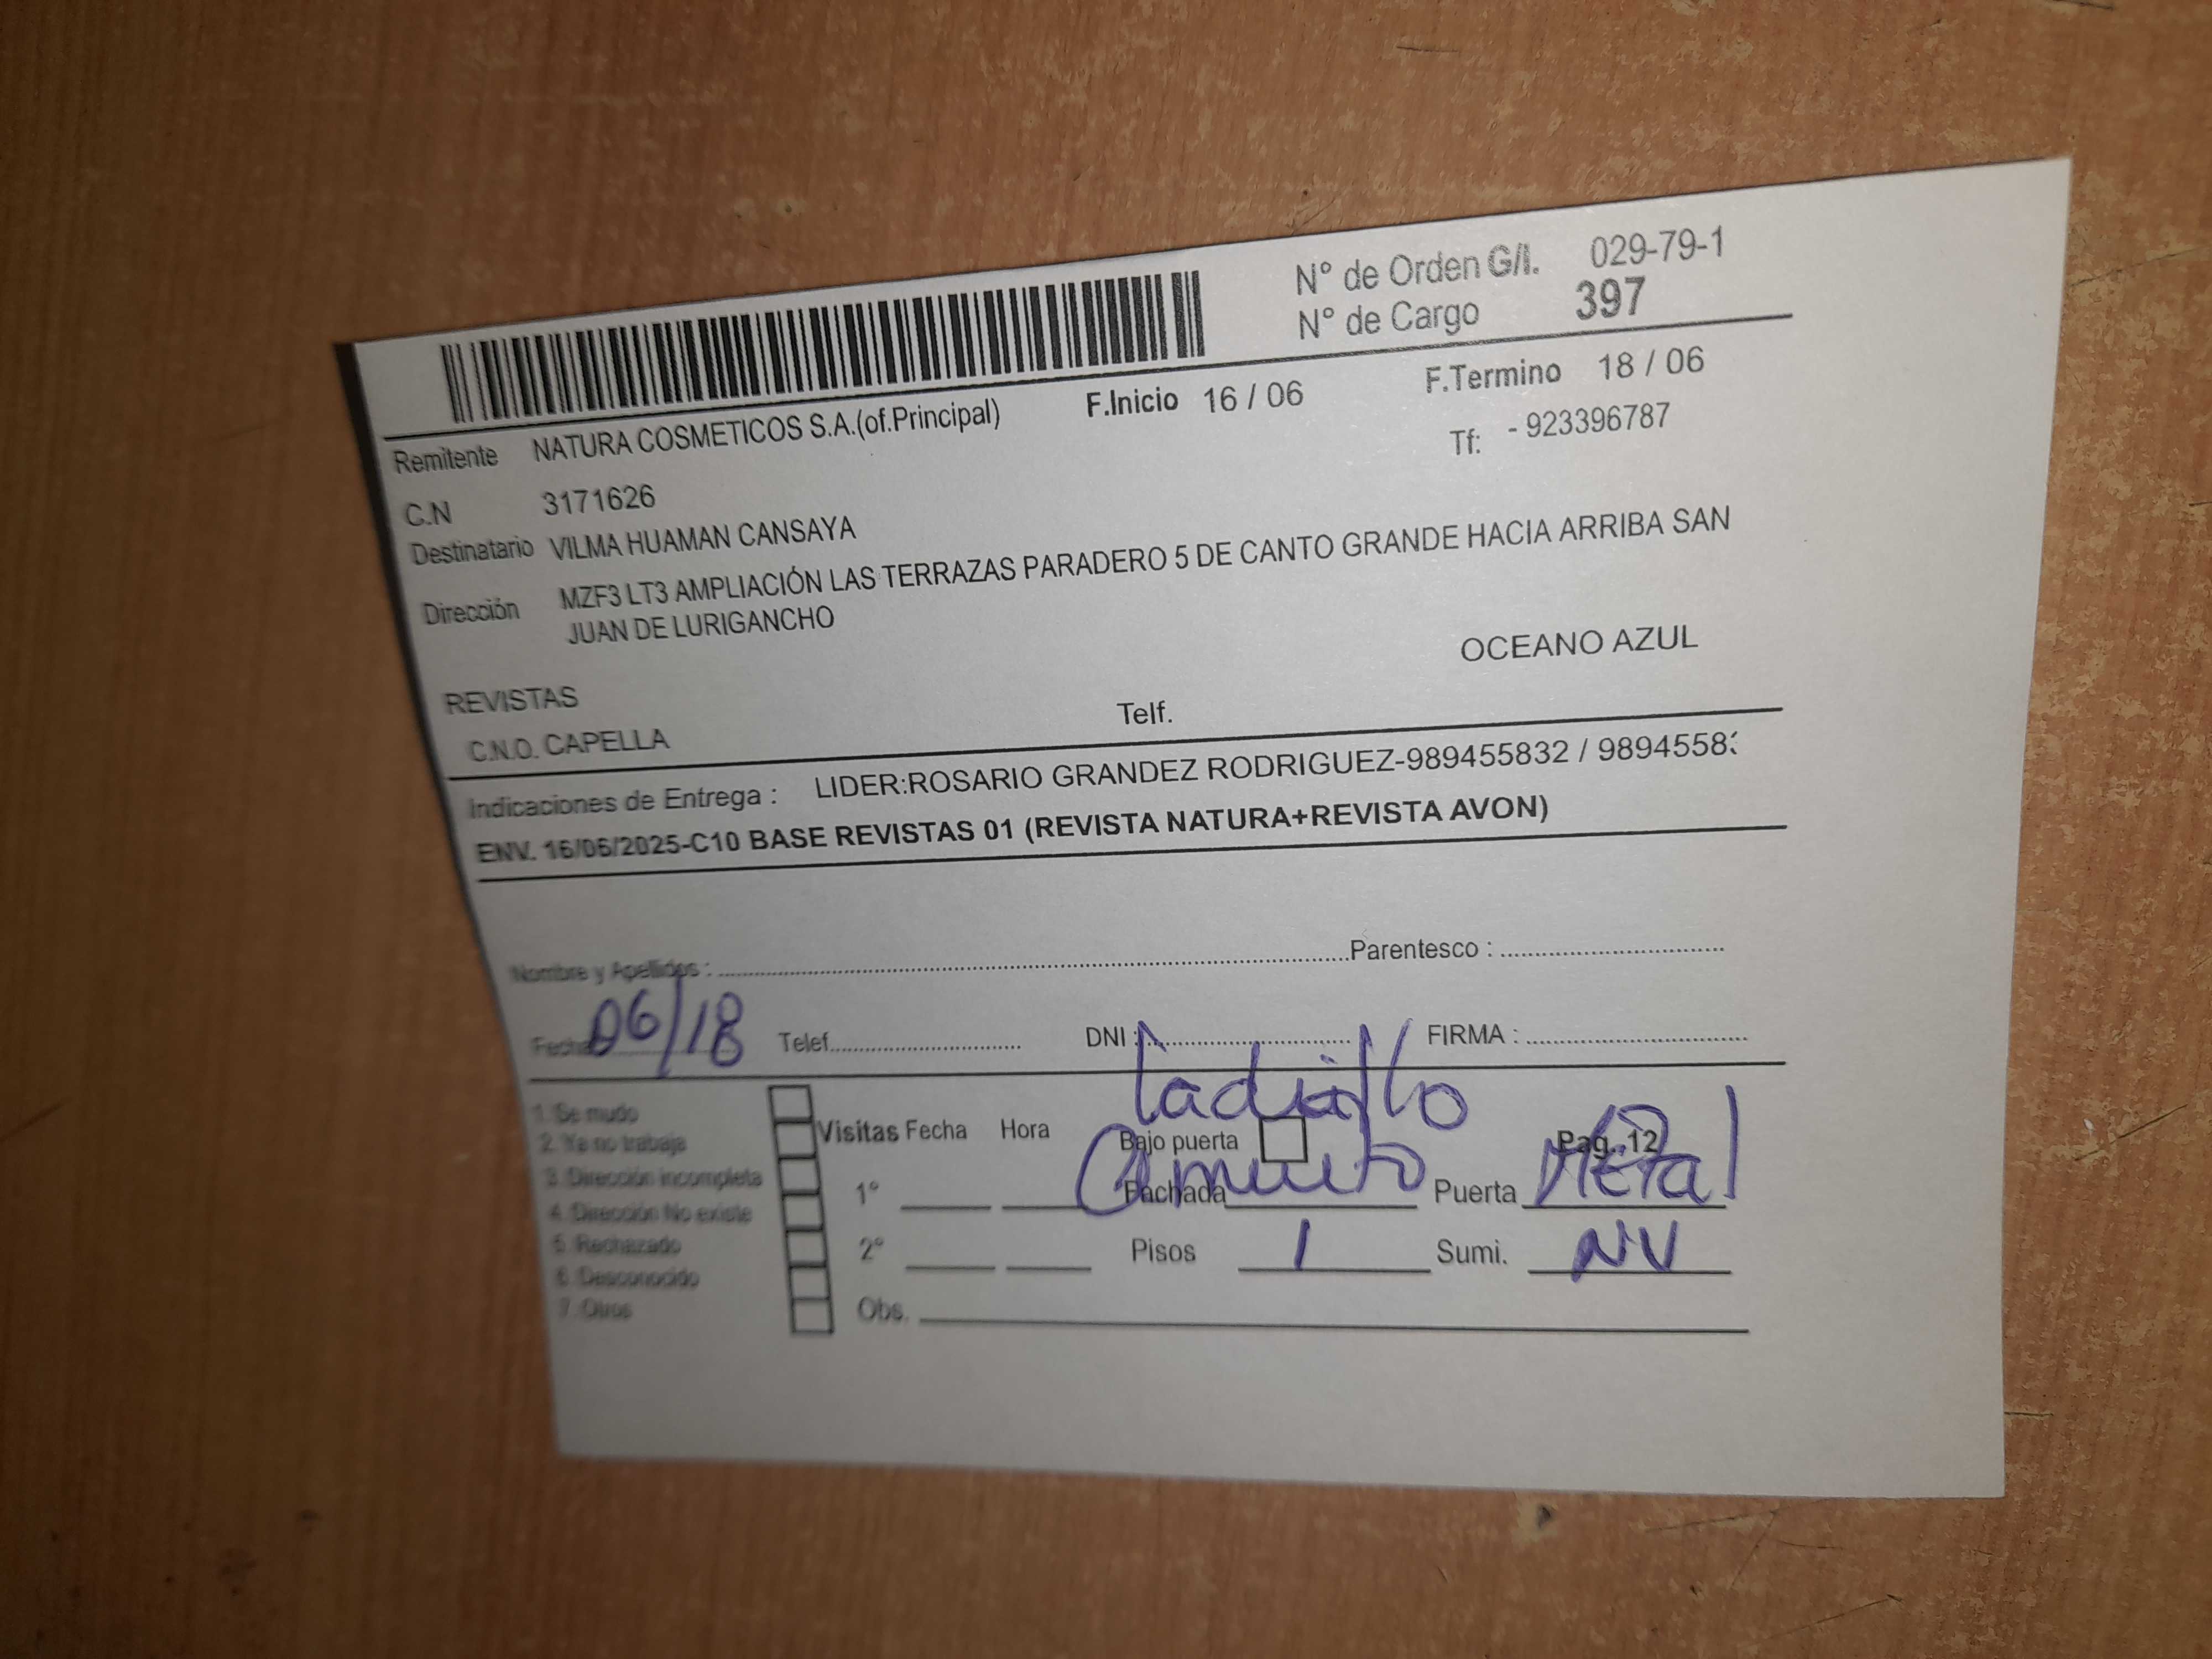 N° de Orden G/I. 029-79-1
N° de Cargo 397
F.Inicio 16 / 06 F.Termino 18 / 06
Remitente NATURA COSMETICOS S.A.(of.Principal) Tf: - 923396787
C.N 3171626
Destinatario VILMA HUAMAN CANSAYA
Dirección MZF3 LT3 AMPLIACIÓN LAS TERRAZAS PARADERO 5 DE CANTO GRANDE HACIA ARRIBA SAN
JUAN DE LURIGANCHO
OCEANO AZUL
REVISTAS
C.N.O. CAPELLA Telf.
Indicaciones de Entrega : LIDER:ROSARIO GRANDEZ RODRIGUEZ-989455832 / 98945583
ENV. 16/06/2025-C10 BASE REVISTAS 01 (REVISTA NATURA+REVISTA AVON)
Nombre y Apellidos : Parentesco :
Fecha 06/18 Telef. DNI : FIRMA :
ladrillo
1. Se mudo
2. Ya no trabaja Visitas Fecha Hora Bajo puerta Pag. 12
3. Dirección incompleta 1° Fachada Puerta Metal
4. Dirección No existe
5. Rechazado 2° Pisos 1 Sumi. NV
6. Desconocido
7. Otros Obs.